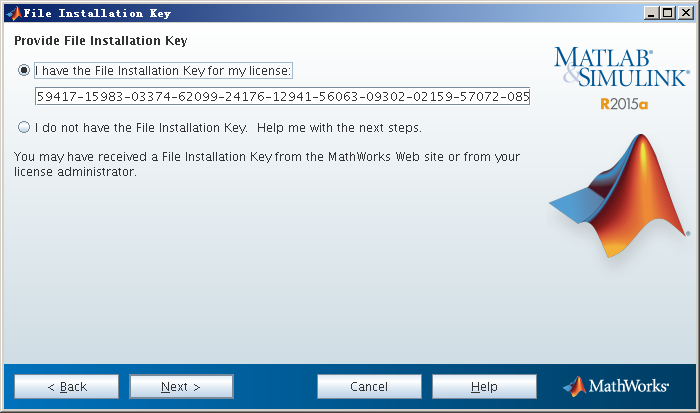 File Installation Key
Provide File Installation Key
I have the File Installation Key for my license:
59417-15983-03374-62099-24176-12941-56063-09302-02159-57072-085
I do not have the File Installation Key. Help me with the next steps.
You may have received a File Installation Key from the MathWorks Web site or from your
license administrator.
MATLAB®
&SIMULINK®
R2015a
®
< Back
Next >
Cancel
Help
MathWorks®